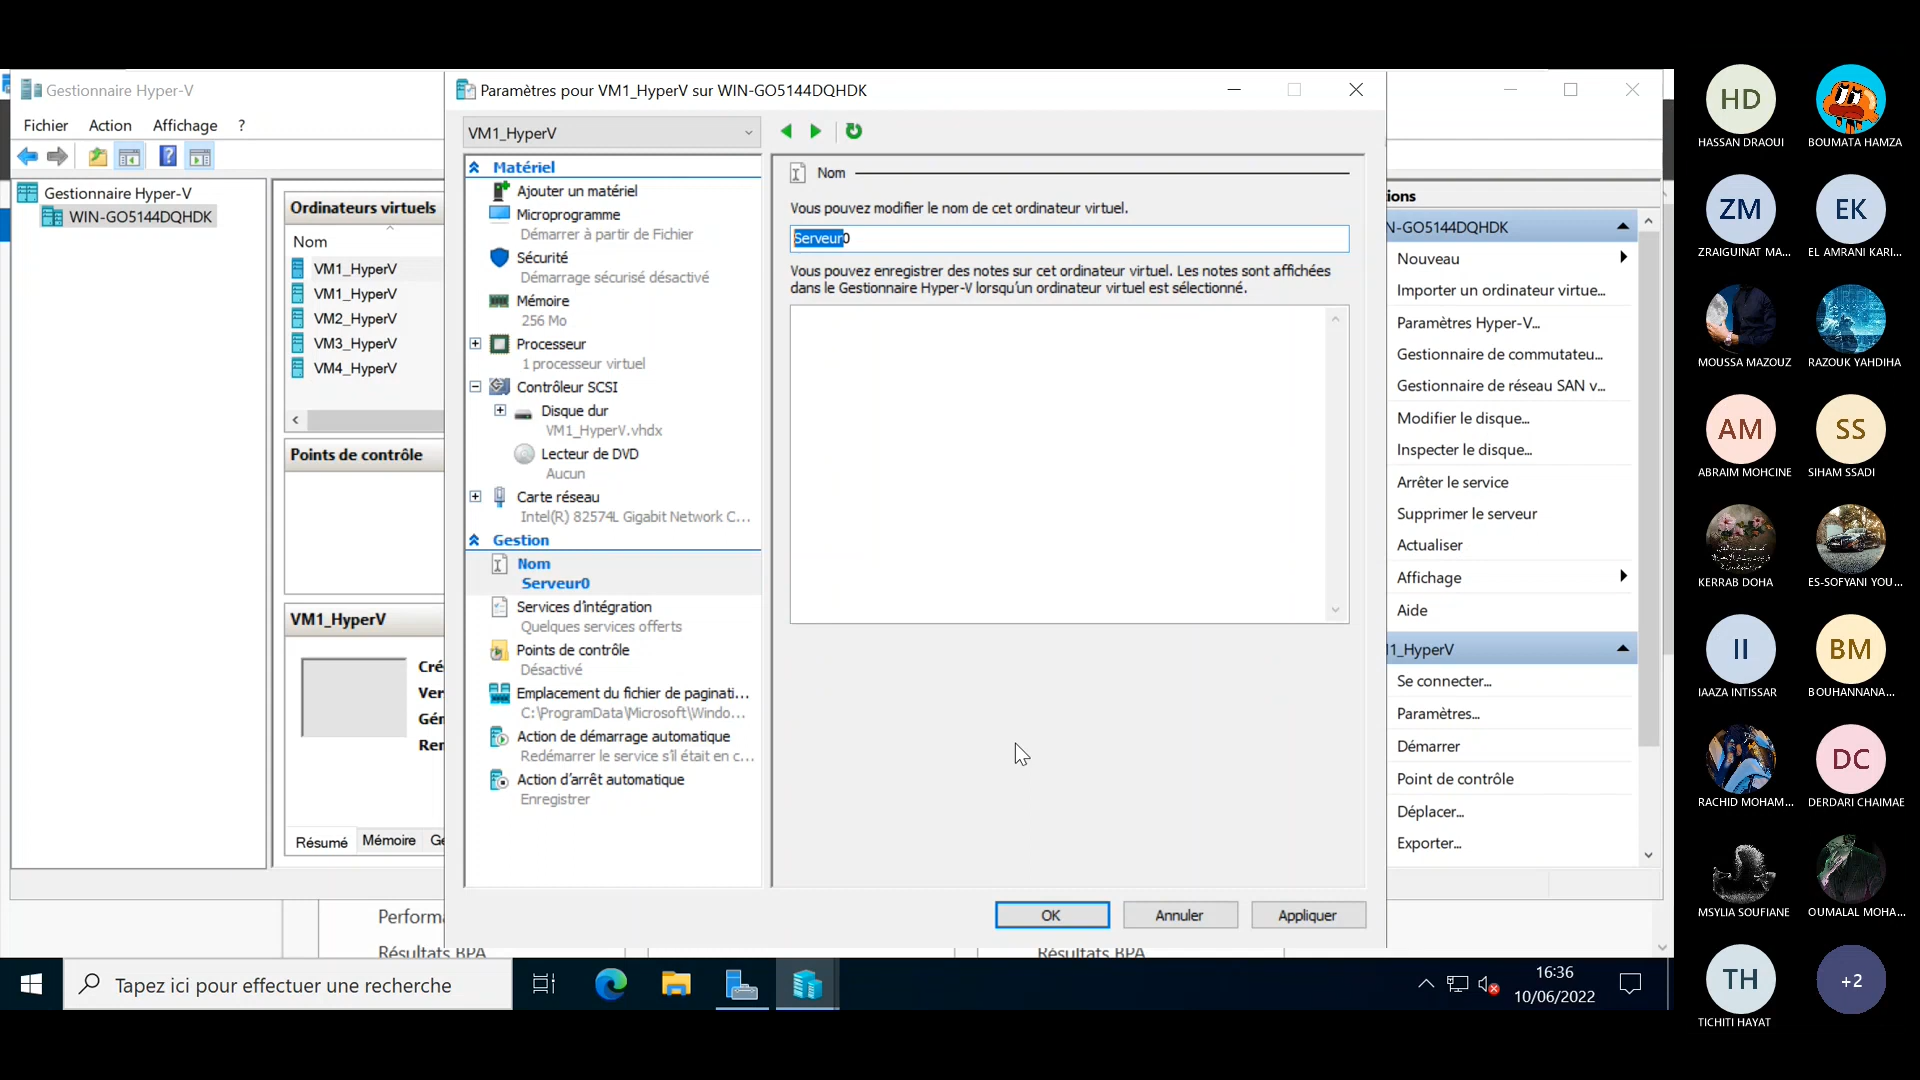 Gestionnaire Hyper-V
Fichier Action Affichage ?
Gestionnaire Hyper-V
WIN-GO5144DQHDK
Ordinateurs virtuels
Nom
VM1_HyperV
VM1_HyperV
VM2_HyperV
VM3_HyperV
VM4_HyperV
Points de contrôle
VM1_HyperV
Cré
Ver
Gén
Rer
Résumé Mémoire Ge
Performa
Résultats BPA
Paramètres pour VM1_HyperV sur WIN-GO5144DQHDK
VM1_HyperV
Matériel
Ajouter un matériel
Microprogramme
Démarrer à partir de Fichier
Sécurité
Démarrage sécurisé désactivé
Mémoire
256 Mo
Processeur
1 processeur virtuel
Contrôleur SCSI
Disque dur
VM1_HyperV.vhdx
Lecteur de DVD
Aucun
Carte réseau
Intel(R) 82574L Gigabit Network C...
Gestion
Nom
Serveur0
Services d'intégration
Quelques services offerts
Points de contrôle
Désactivé
Emplacement du fichier de paginati...
C:\ProgramData\Microsoft\Windo...
Action de démarrage automatique
Redémarrer le service s'il était en c...
Action d'arrêt automatique
Enregistrer
Nom
Vous pouvez modifier le nom de cet ordinateur virtuel.
Serveur0
Vous pouvez enregistrer des notes sur cet ordinateur virtuel. Les notes sont affichées
dans le Gestionnaire Hyper-V lorsqu'un ordinateur virtuel est sélectionné.
OK Annuler Appliquer
Résultats BPA
ions
N-GO5144DQHDK
Nouveau
Importer un ordinateur virtue...
Paramètres Hyper-V...
Gestionnaire de commutateu...
Gestionnaire de réseau SAN v...
Modifier le disque...
Inspecter le disque...
Arrêter le service
Supprimer le serveur
Actualiser
Affichage
Aide
11_HyperV
Se connecter...
Paramètres...
Démarrer
Point de contrôle
Déplacer...
Exporter...
Tapez ici pour effectuer une recherche
16:36
10/06/2022
HD
HASSAN DRAOUI BOUMATA HAMZA
ZM EK
ZRAIGUINAT MA... EL AMRANI KARI...
MOUSSA MAZOUZ RAZOUK YAHDIHA
AM SS
ABRAIM MOHCINE SIHAM SSADI
KERRAB DOHA ES-SOFYANI YOU...
II BM
IAAZA INTISSAR BOUHANNANA...
DC
RACHID MOHAM... DERDARI CHAIMAE
MSYLIA SOUFIANE OUMALAL MOHA...
TH +2
TICHITI HAYAT